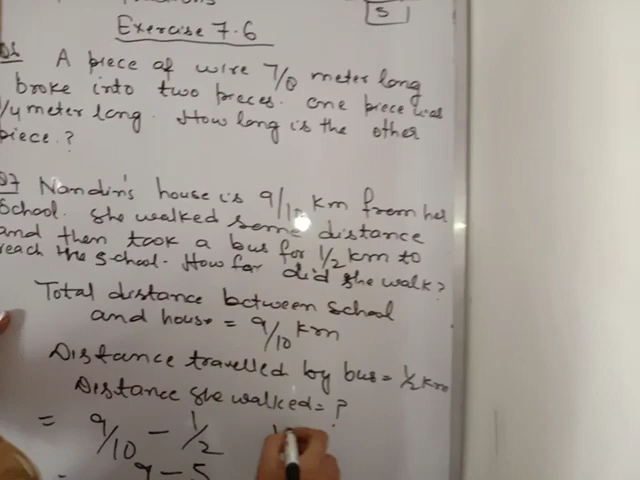 5
Exercise 7.6
Q6 A piece of wire 7/8 meter long
broke into two pieces. One piece was
1/4 meter long. How long is the other
piece.?
Q7 Nandin's house is 9/10 km from her
School. She walked some distance
and then took a bus for 1/2 km to
reach the school. How far did she walk?
Total distance between School
and house = 9/10 km
Distance travelled by bus = 1/2 km
Distance she walked = ?
= 9/10 - 1/2
= 9 - 5